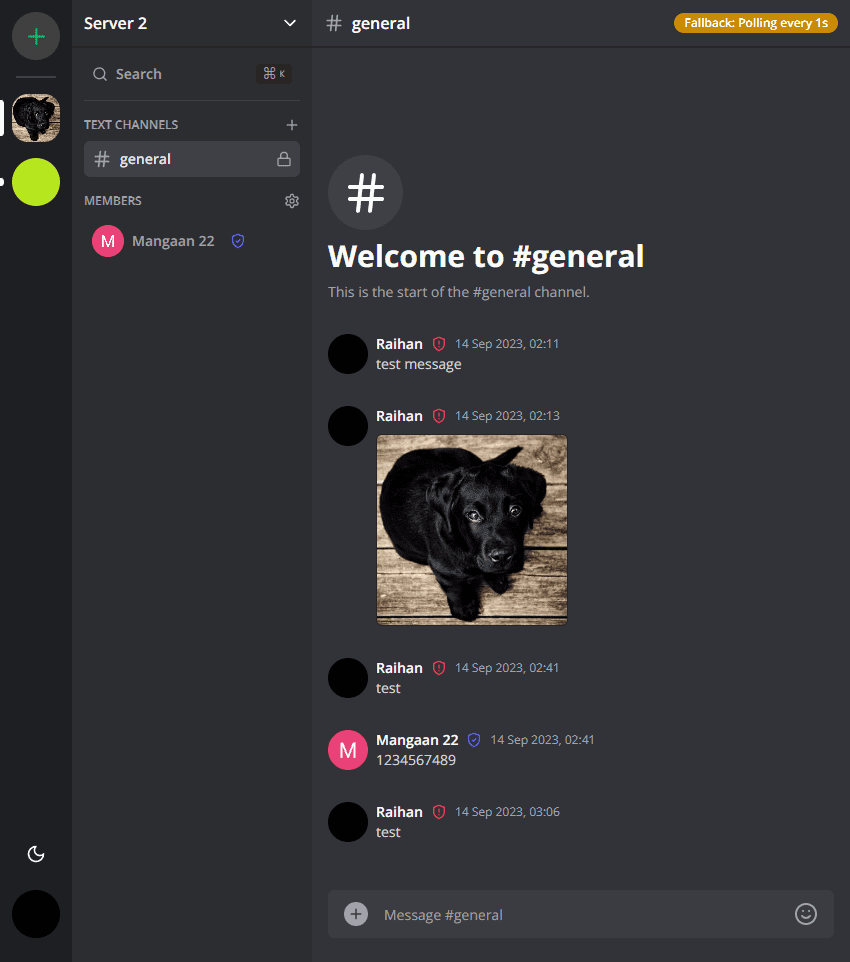 Server 2
Search
⌘ K
TEXT CHANNELS
general
MEMBERS
M
Mangaan 22
# general
Fallback: Polling every 1s
#
Welcome to #general
This is the start of the #general channel.
Raihan 14 Sep 2023, 02:11
test message
Raihan 14 Sep 2023, 02:13
Raihan 14 Sep 2023, 02:41
test
M
Mangaan 22 14 Sep 2023, 02:41
1234567489
Raihan 14 Sep 2023, 03:06
test
Message #general